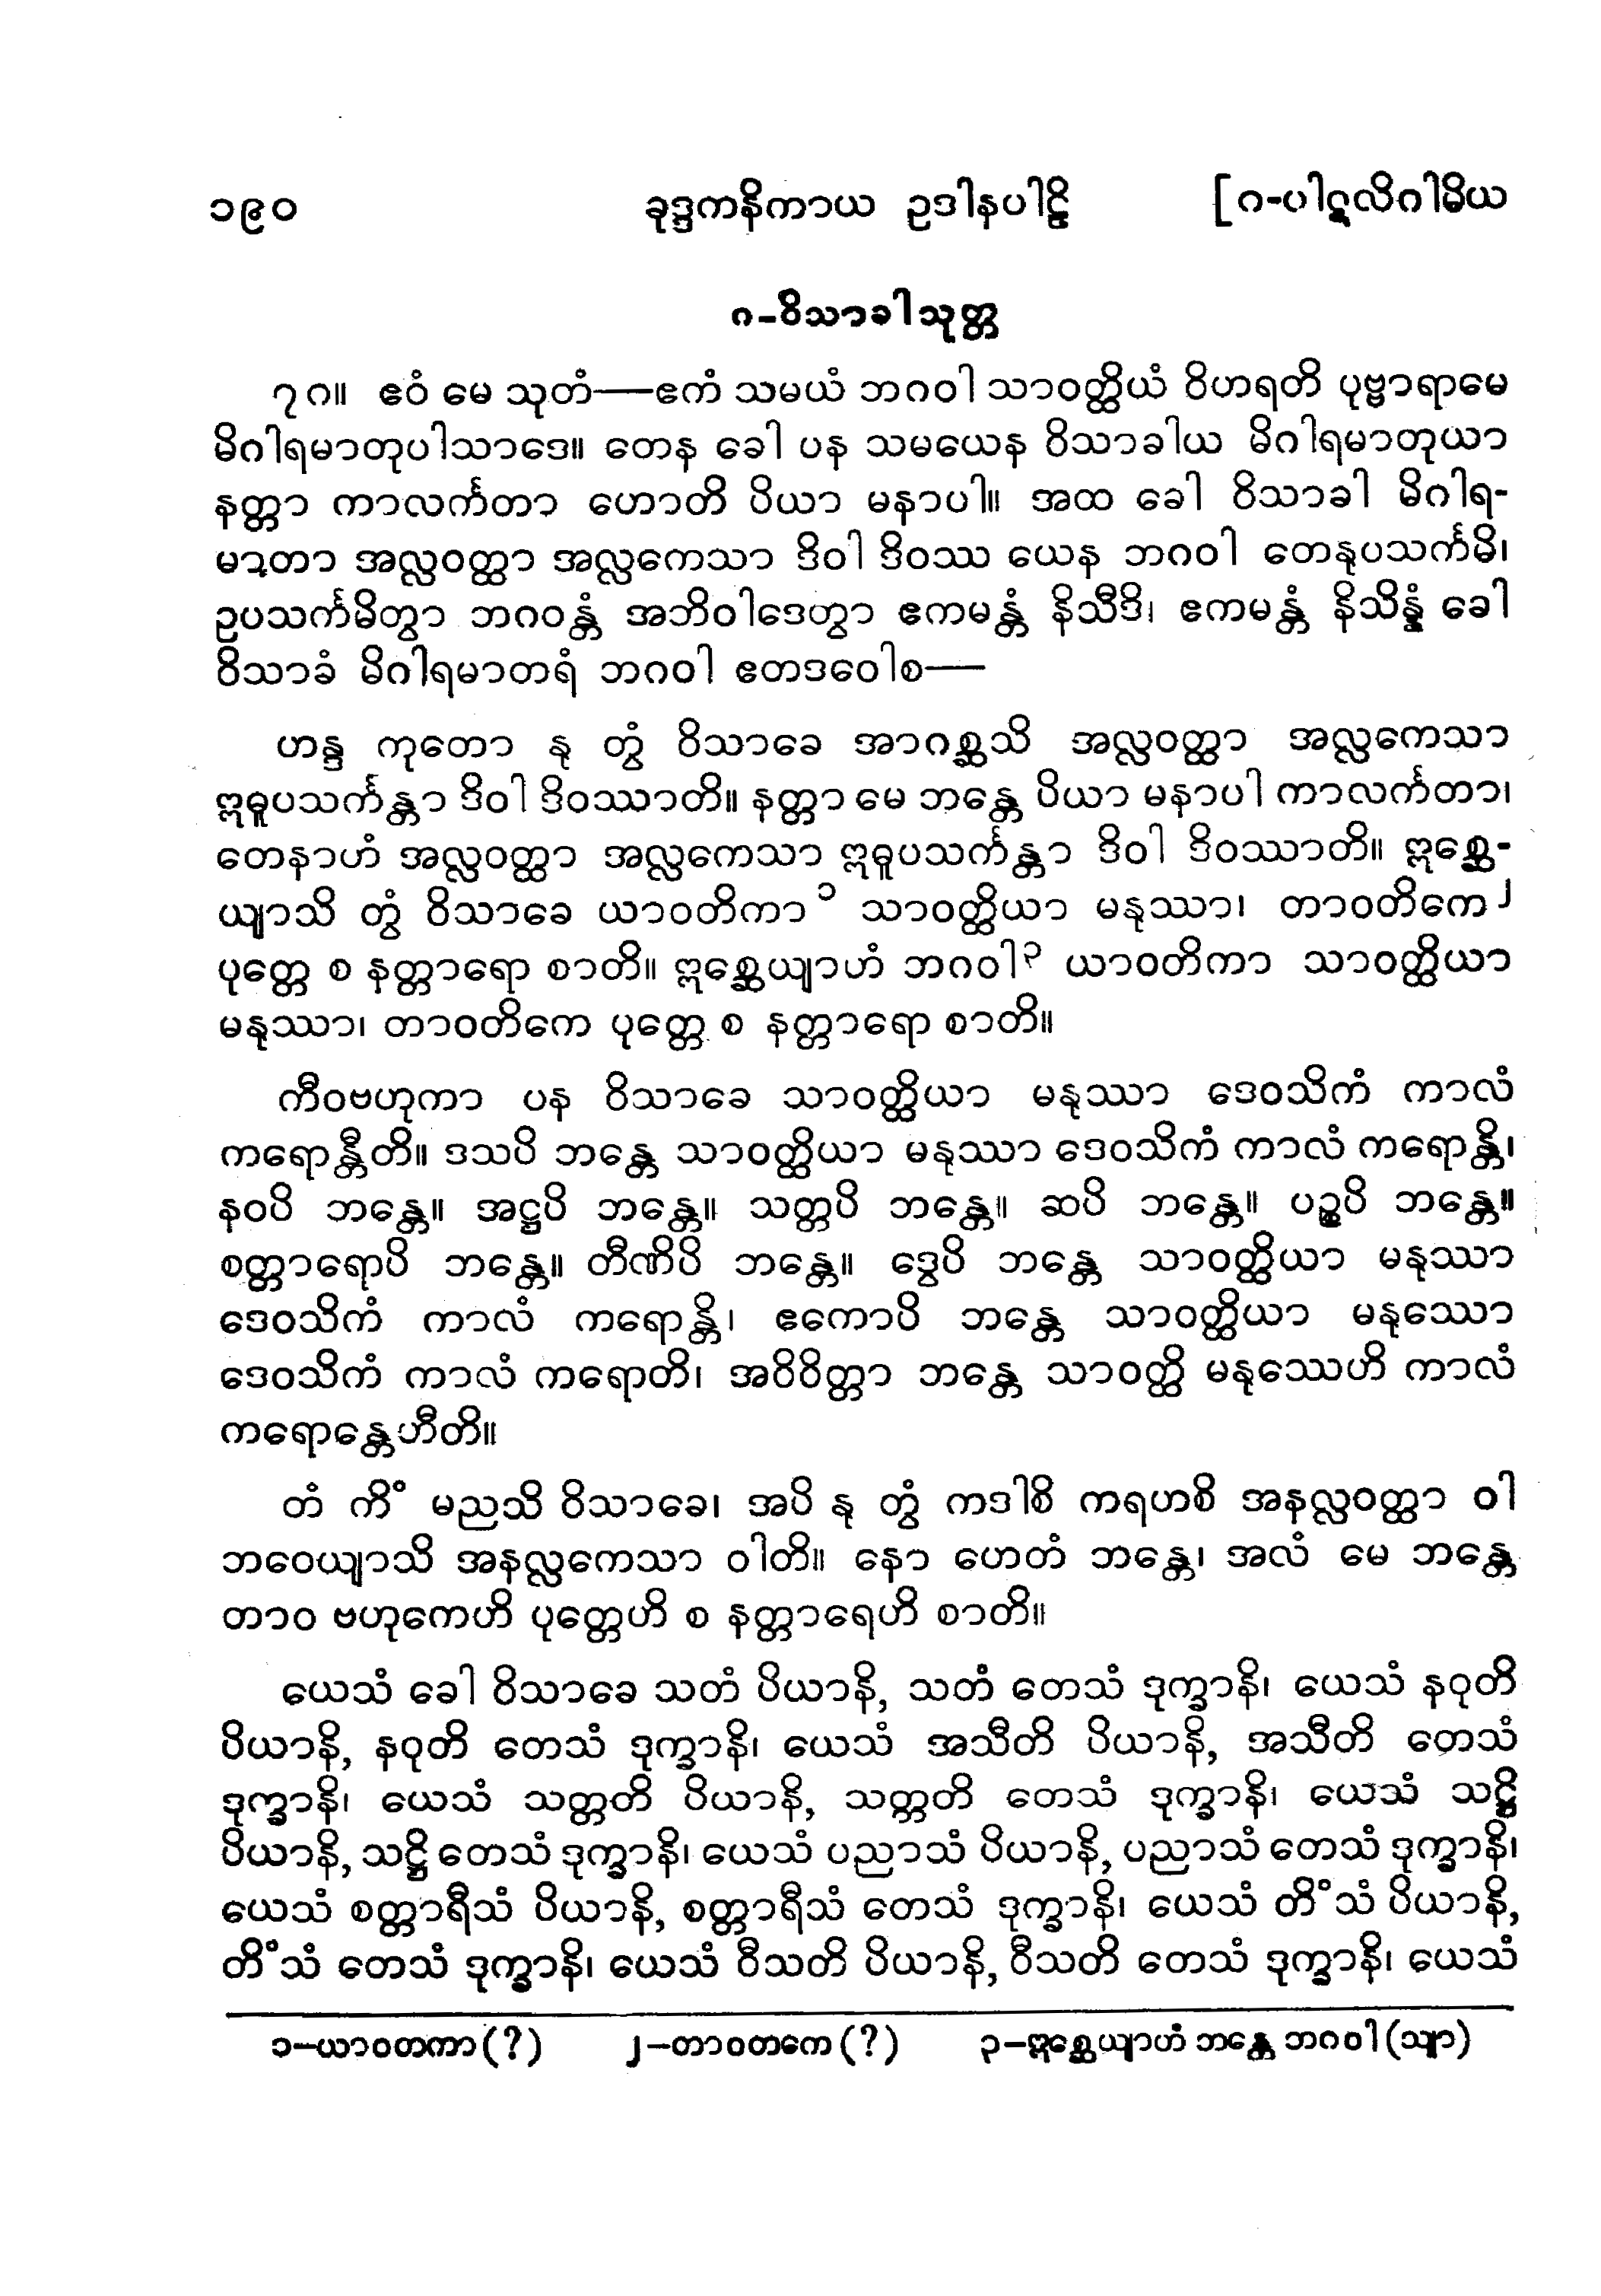 ၁၉၀ ခုဒ္ဒကနိကာယ ဥဒါနပါဠိ [ဂ-ပါဋလိဂါမိယ
ဂ-ဝိသာခါသုတ္တ
၇ဂ။ ဧဝံ မေ သုတံ—ဧကံ သမယံ ဘဂဝါ သာဝတ္ထိယံ ဝိဟရတိ ပုဗ္ဗာရာမေ
မိဂါရမာတုပါသာဒေ။ တေန ခေါ ပန သမယေန ဝိသာခါယ မိဂါရမာတုယာ
နတ္တာ ကာလင်္ကတာ ဟောတိ ပိယာ မနာပါ။ အထ ခေါ ဝိသာခါ မိဂါရ-
မာတာ အလ္လဝတ္ထာ အလ္လကေသာ ဒိဝါ ဒိဝဿ ယေန ဘဂဝါ တေနုပသင်္ကမိ၊
ဥပသင်္ကမိတွာ ဘဂဝန္တံ အဘိဝါဒေတွာ ဧကမန္တံ နိသီဒိ၊ ဧကမန္တံ နိသိန္နံ ခေါ
ဝိသာခံ မိဂါရမာတရံ ဘဂဝါ ဧတဒဝေါစ—
ဟန္ဒ ကုတော နု တွံ ဝိသာခေ အာဂစ္ဆသိ အလ္လဝတ္ထာ အလ္လကေသာ
ဣဓူပသင်္ကန္တာ ဒိဝါ ဒိဝဿာတိ။ နတ္တာ မေ ဘန္တေ ပိယာ မနာပါ ကာလင်္ကတာ၊
တေနာဟံ အလ္လဝတ္ထာ အလ္လကေသာ ဣဓူပသင်္ကန္တာ ဒိဝါ ဒိဝဿာတိ။ ဣစ္ဆေ-
ယျာသိ တွံ ဝိသာခေ ယာဝတိကာ ၁ သာဝတ္ထိယာ မနုဿာ၊ တာဝတိကေ ၂
ပုတ္တေ စ နတ္တာရော စာတိ။ ဣစ္ဆေယျာဟံ ဘဂဝါ ၃ ယာဝတိကာ သာဝတ္ထိယာ
မနုဿာ၊ တာဝတိကေ ပုတ္တေ စ နတ္တာရော စာတိ။
ကီဝဗဟုကာ ပန ဝိသာခေ သာဝတ္ထိယာ မနုဿာ ဒေဝသိကံ ကာလံ
ကရောန္တီတိ။ ဒသပိ ဘန္တေ သာဝတ္ထိယာ မနုဿာ ဒေဝသိကံ ကာလံ ကရောန္တိ၊
နဝပိ ဘန္တေ။ အဋ္ဌပိ ဘန္တေ။ သတ္တပိ ဘန္တေ။ ဆပိ ဘန္တေ။ ပဉ္စပိ ဘန္တေ။
စတ္တာရောပိ ဘန္တေ။ တီဏိပိ ဘန္တေ။ ဒွေပိ ဘန္တေ သာဝတ္ထိယာ မနုဿာ
ဒေဝသိကံ ကာလံ ကရောန္တိ၊ ဧကောပိ ဘန္တေ သာဝတ္ထိယာ မနုဿော
ဒေဝသိကံ ကာလံ ကရောတိ၊ အဝိဝိတ္တာ ဘန္တေ သာဝတ္ထိ မနုဿေဟိ ကာလံ
ကရောန္တေဟီတိ။
တံ ကိံ မညသိ ဝိသာခေ၊ အပိ နု တွံ ကဒါစိ ကရဟစိ အနလ္လဝတ္ထာ ဝါ
ဘဝေယျာသိ အနလ္လကေသာ ဝါတိ။ နော ဟေတံ ဘန္တေ၊ အလံ မေ ဘန္တေ
တာဝ ဗဟုကေဟိ ပုတ္တေဟိ စ နတ္တာရေဟိ စာတိ။
ယေသံ ခေါ ဝိသာခေ သတံ ပိယာနိ, သတံ တေသံ ဒုက္ခာနိ၊ ယေသံ နဝုတိ
ပိယာနိ, နဝုတိ တေသံ ဒုက္ခာနိ၊ ယေသံ အသီတိ ပိယာနိ, အသီတိ တေသံ
ဒုက္ခာနိ၊ ယေသံ သတ္တတိ ပိယာနိ, သတ္တတိ တေသံ ဒုက္ခာနိ၊ ယေသံ သဋ္ဌိ
ပိယာနိ, သဋ္ဌိ တေသံ ဒုက္ခာနိ၊ ယေသံ ပညာသံ ပိယာနိ, ပညာသံ တေသံ ဒုက္ခာနိ၊
ယေသံ စတ္တာရီသံ ပိယာနိ, စတ္တာရီသံ တေသံ ဒုက္ခာနိ၊ ယေသံ တိံသံ ပိယာနိ,
တိံသံ တေသံ ဒုက္ခာနိ၊ ယေသံ ဝီသတိ ပိယာနိ, ဝီသတိ တေသံ ဒုက္ခာနိ၊ ယေသံ
၁–ယာဝတကာ (?) ၂–တာဝတကေ (?) ၃–ဣစ္ဆေယျာဟံ ဘန္တေ ဘဂဝါ (သျာ)